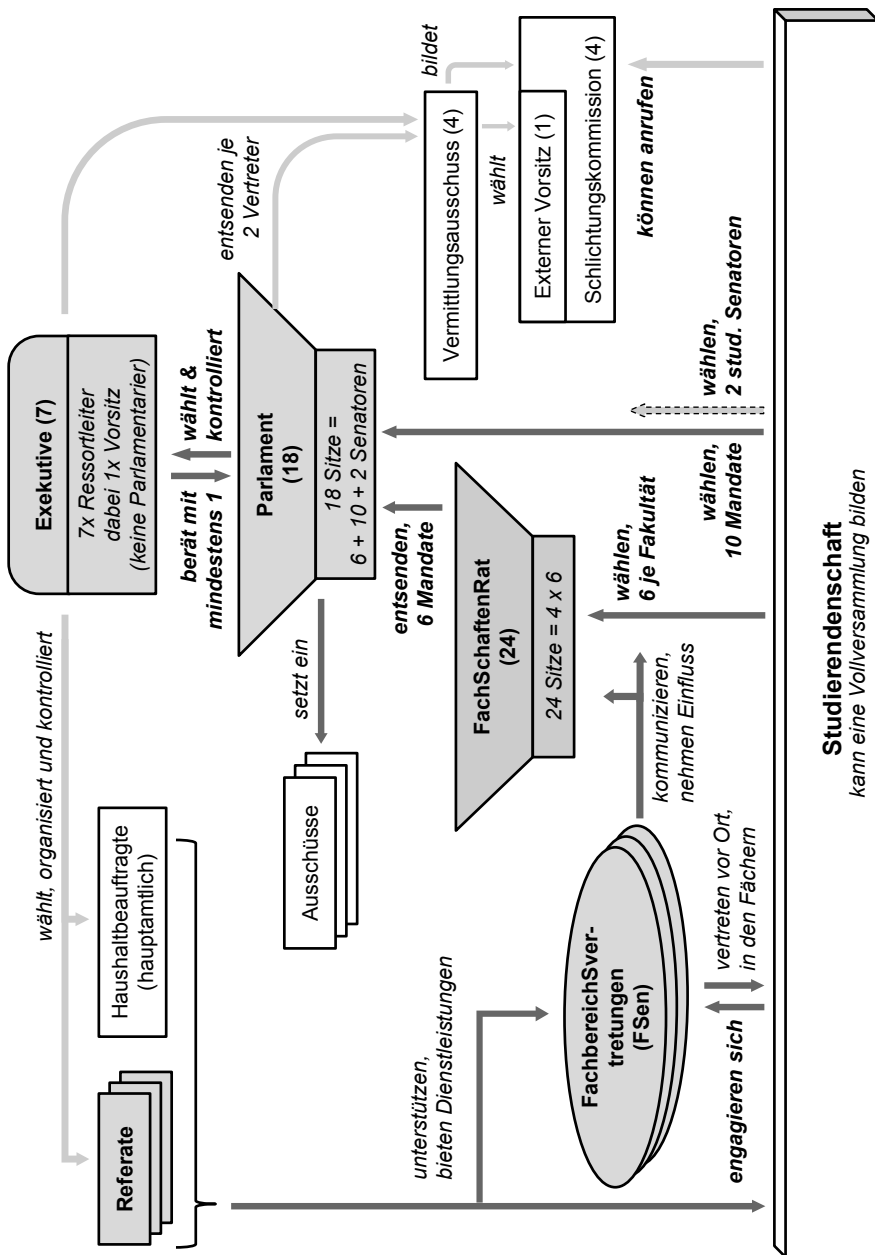 wählt, organisiert und kontrolliert
Referate
Haushaltbeauftragte
(hauptamtlich)
Exekutive (7)
7x Ressortleiter
dabei 1x Vorsitz
(keine Parlamentarier)
berät mit
mindestens 1
wählt &
kontrolliert
entsenden je
2 Vertreter
Parlament
(18)
18 Sitze =
6 + 10 + 2 Senatoren
setzt ein
Ausschüsse
entsenden,
6 Mandate
Vermittlungsausschuss (4)
bildet
wählt
Externer Vorsitz (1)
Schlichtungskommission (4)
können anrufen
FachSchaftenRat
(24)
24 Sitze = 4 x 6
unterstützen,
bieten Dienstleistungen
FachbereichSver-
tretungen
(FSen)
kommunizieren,
nehmen Einfluss
wählen,
6 je Fakultät
wählen,
10 Mandate
wählen,
2 stud. Senatoren
engagieren sich
vertreten vor Ort,
in den Fächern
Studierendenschaft
kann eine Vollversammlung bilden